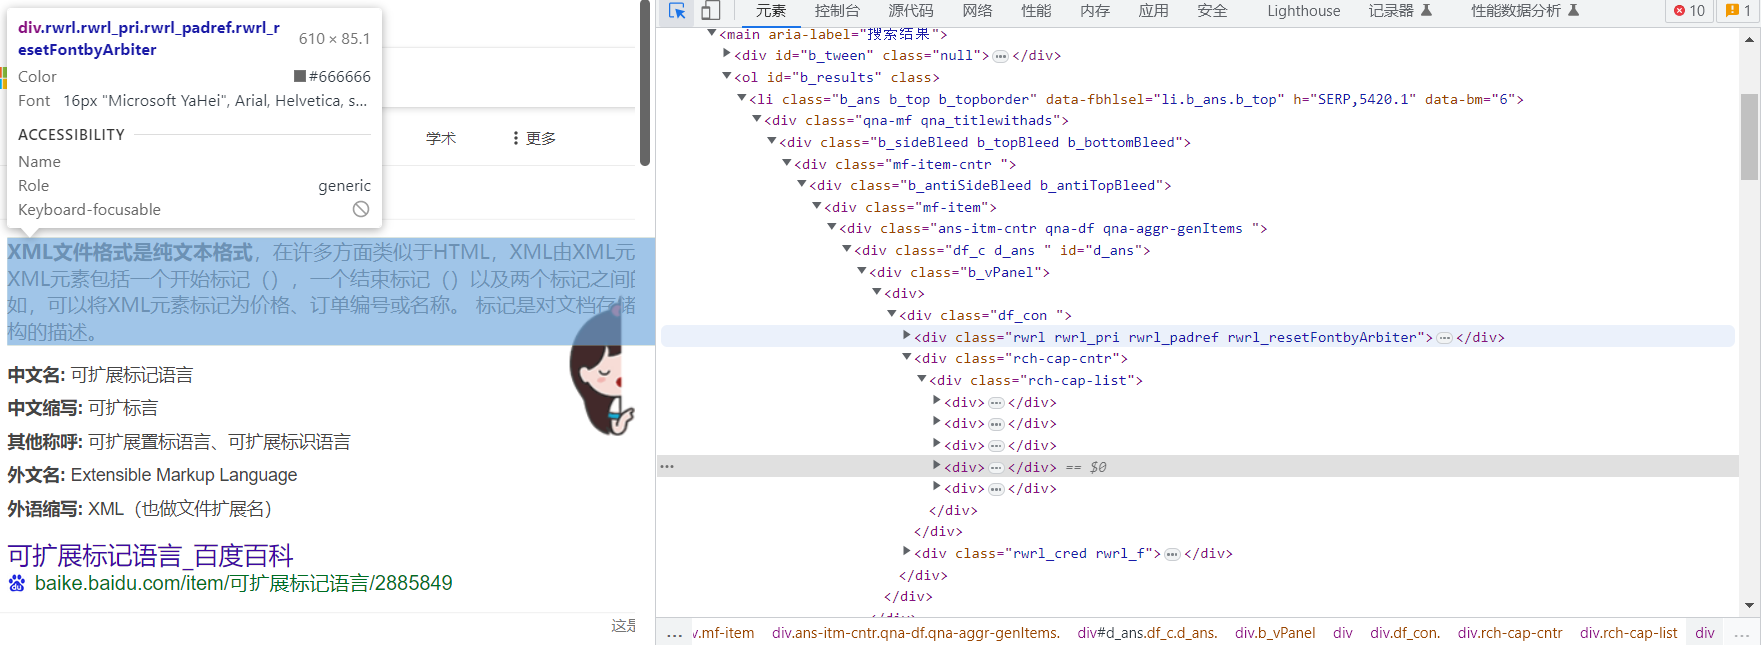 div.rwrl.rwrl_pri.rwrl_padref.rwrl_r
esetFontbyArbiter
610 × 85.1
Color
#666666
Font 16px "Microsoft YaHei", Arial, Helvetica, s...
ACCESSIBILITY
Name
Role
generic
Keyboard-focusable
学术
更多
XML文件格式是纯文本格式，在许多方面类似于HTML，XML由XML元
XML元素包括一个开始标记（），一个结束标记（）以及两个标记之间的
如，可以将XML元素标记为价格、订单编号或名称。 标记是对文档存储
构的描述。
中文名: 可扩展标记语言
中文缩写: 可扩标言
其他称呼: 可扩展置标语言、可扩展标识语言
外文名: Extensible Markup Language
外语缩写: XML（也做文件扩展名）
可扩展标记语言_百度百科
baike.baidu.com/item/可扩展标记语言/2885849
这是
元素 控制台 源代码 网络 性能 内存 应用 安全 Lighthouse 记录器 性能数据分析 10 1
<main aria-label="搜索结果">
<div id="b_tween" class="null">…</div>
<ol id="b_results" class>
<li class="b_ans b_top b_topborder" data-fbhlsel="li.b_ans.b_top" h="SERP,5420.1" data-bm="6">
<div class="qna-mf qna_titlewithads">
<div class="b_sideBleed b_topBleed b_bottomBleed">
<div class="mf-item-cntr ">
<div class="b_antiSideBleed b_antiTopBleed">
<div class="mf-item">
<div class="ans-itm-cntr qna-df qna-aggr-genItems ">
<div class="df_c d_ans " id="d_ans">
<div class="b_vPanel">
<div>
<div class="df_con ">
<div class="rwrl rwrl_pri rwrl_padref rwrl_resetFontbyArbiter">…</div>
<div class="rch-cap-cntr">
<div class="rch-cap-list">
<div>…</div>
<div>…</div>
<div>…</div>
… <div>…</div> == $0
<div>…</div>
</div>
</div>
<div class="rwrl_cred rwrl_f">…</div>
</div>
</div>
</div>
... v.mf-item div.ans-itm-cntr.qna-df.qna-aggr-genItems. div#d_ans.df_c.d_ans. div.b_vPanel div div.df_con. div.rch-cap-cntr div.rch-cap-list div ...